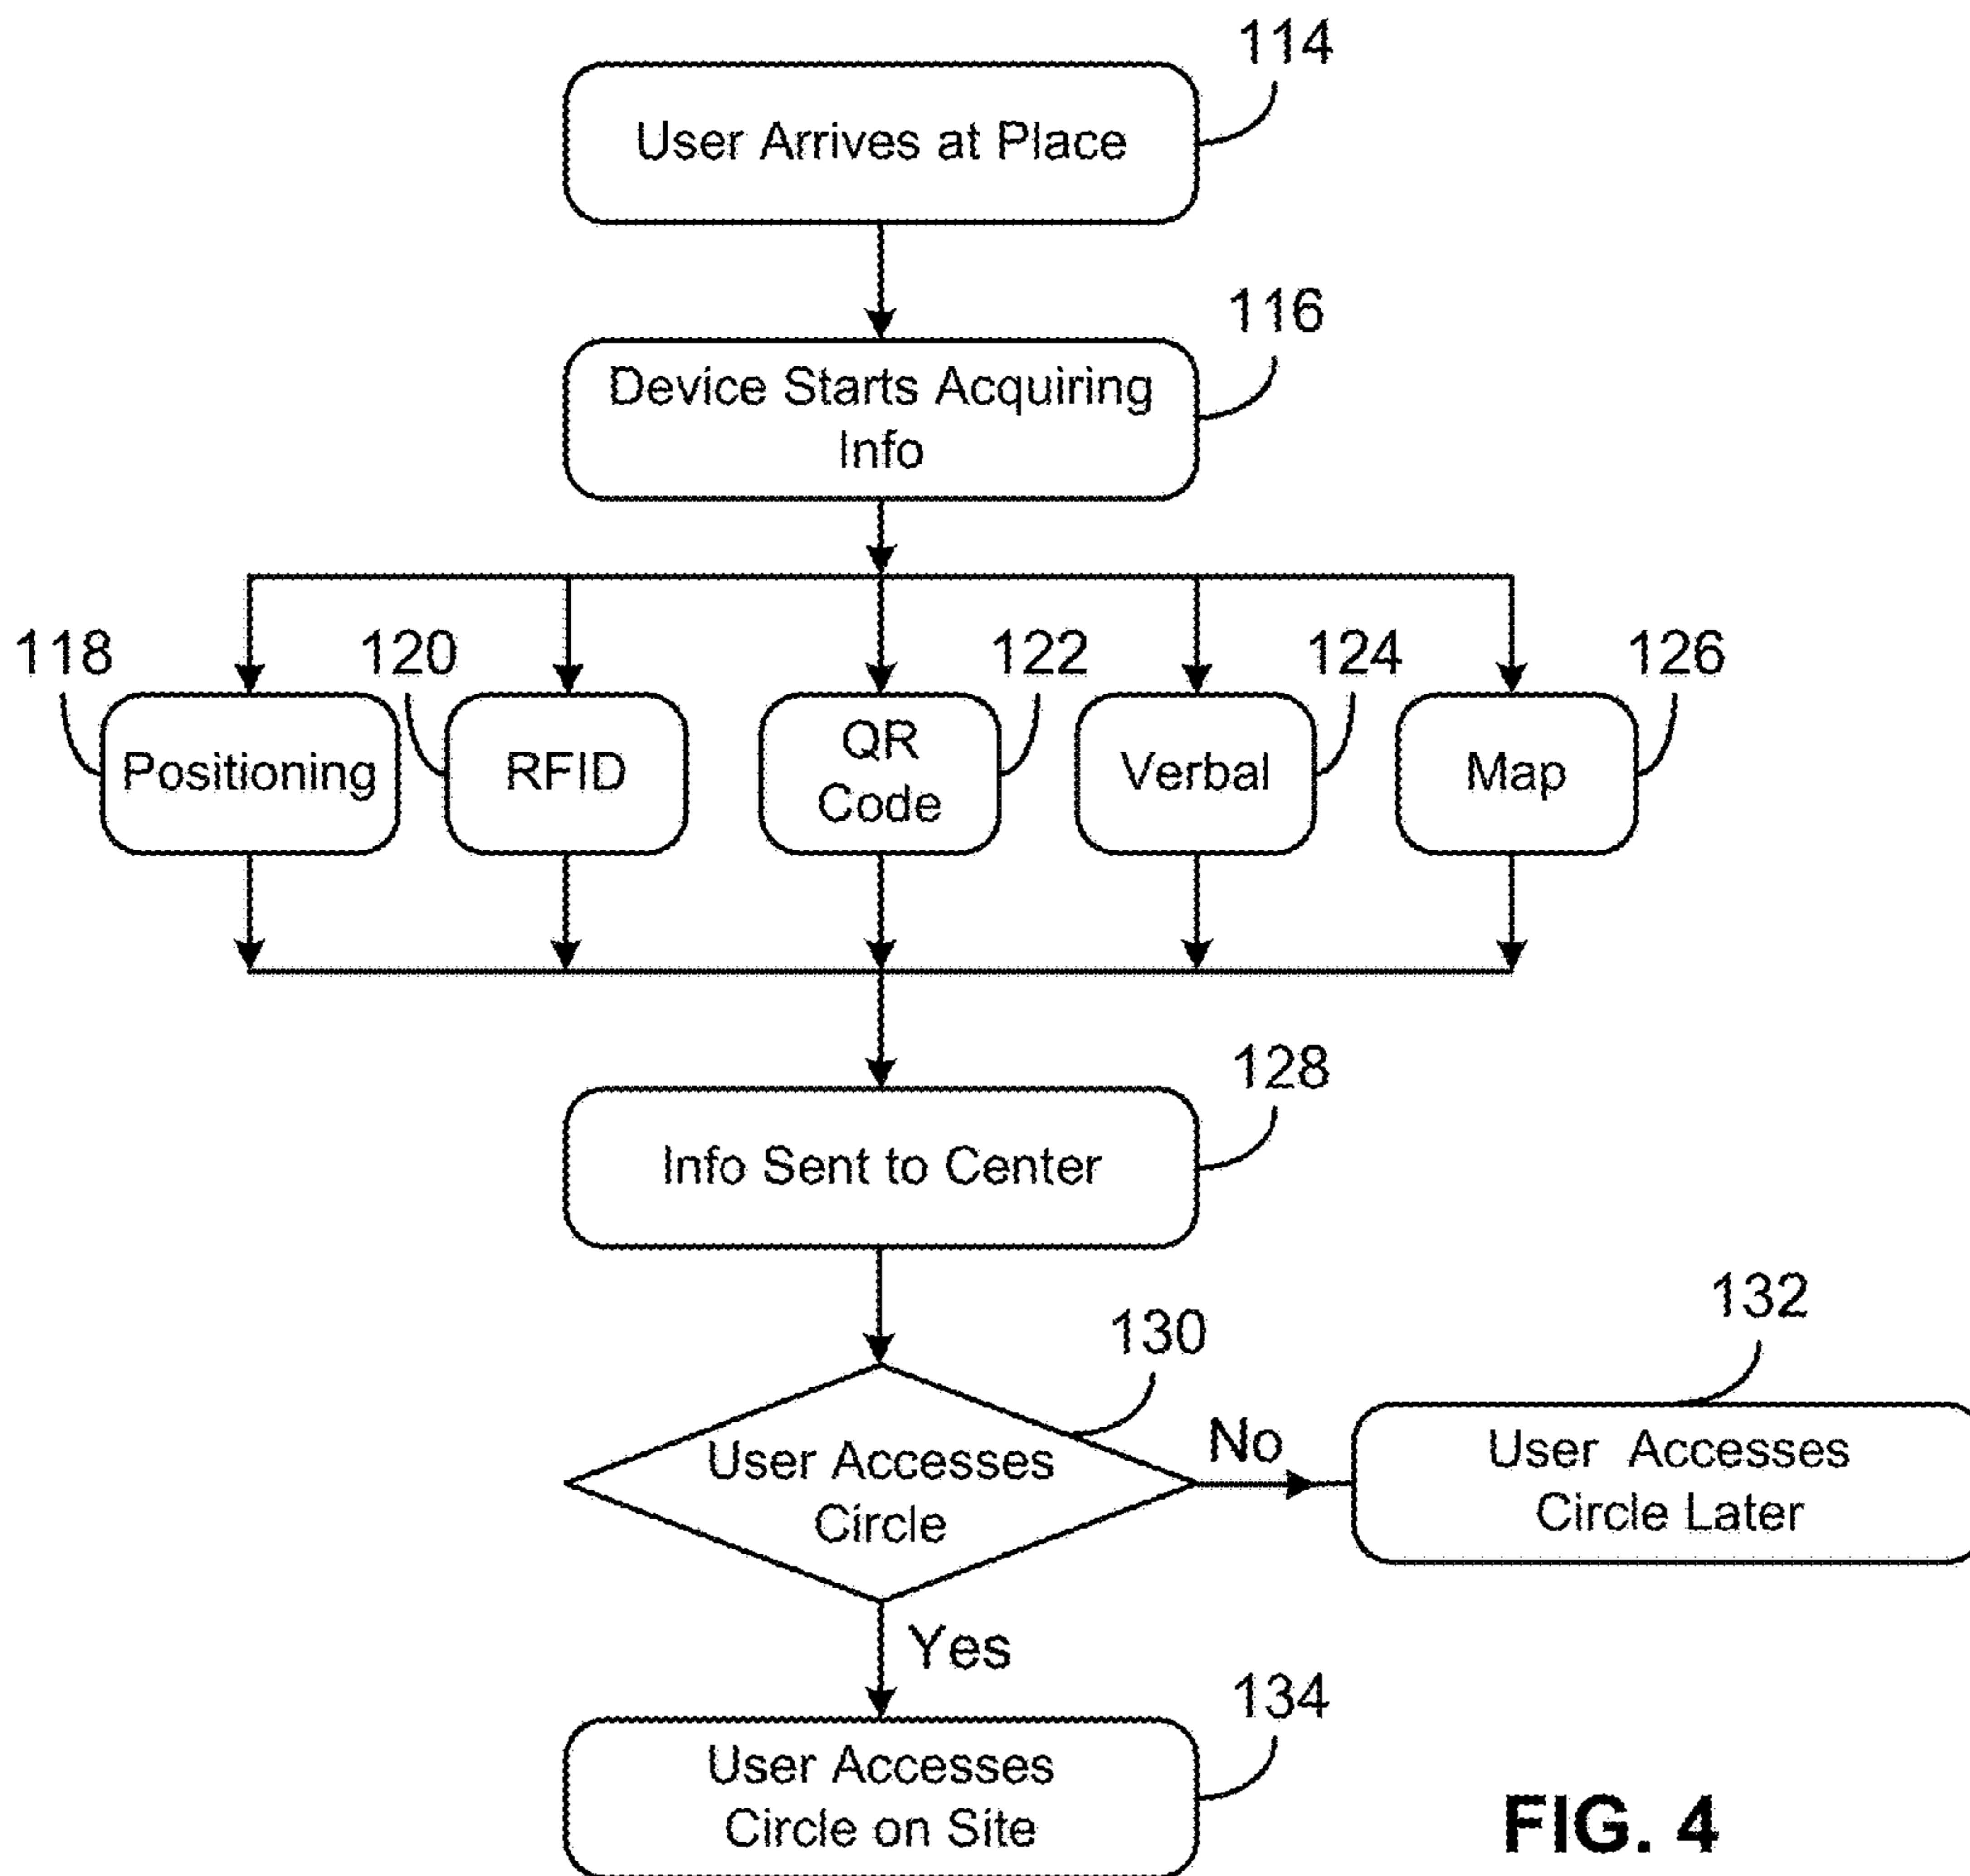 114
User Arrives at Place
116
Device Starts Acquiring
Info
118
120
122
124
126
Positioning
RFID
QR
Code
Verbal
Map
128
Info Sent to Center
130
132
User Accesses
Circle
No
User Accesses
Circle Later
Yes
134
User Accesses
Circle on Site
FIG. 4